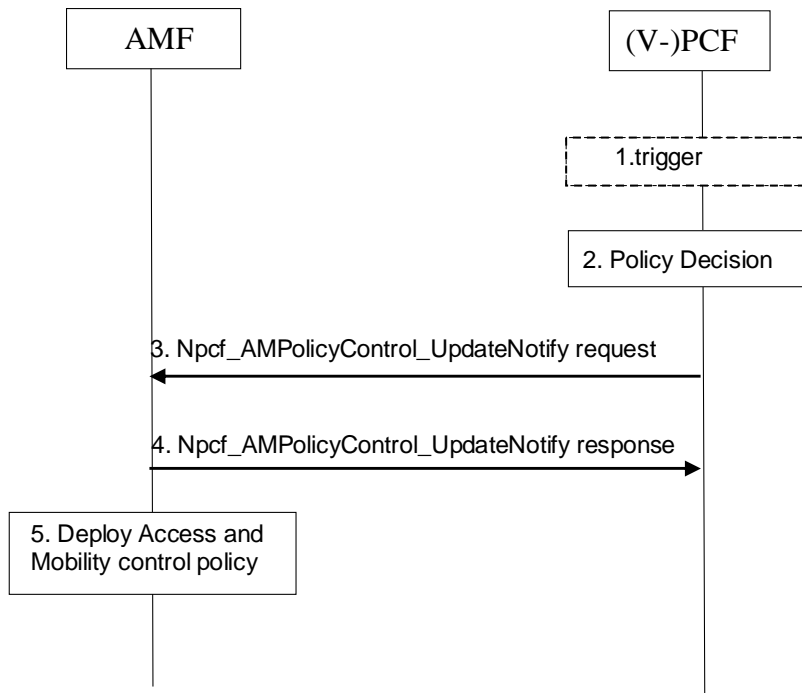 AMF
(V-)PCF
1.trigger
2. Policy Decision
3. Npcf_AMPolicyControl_UpdateNotify request
4. Npcf_AMPolicyControl_UpdateNotify response
5. Deploy Access and
Mobility control policy